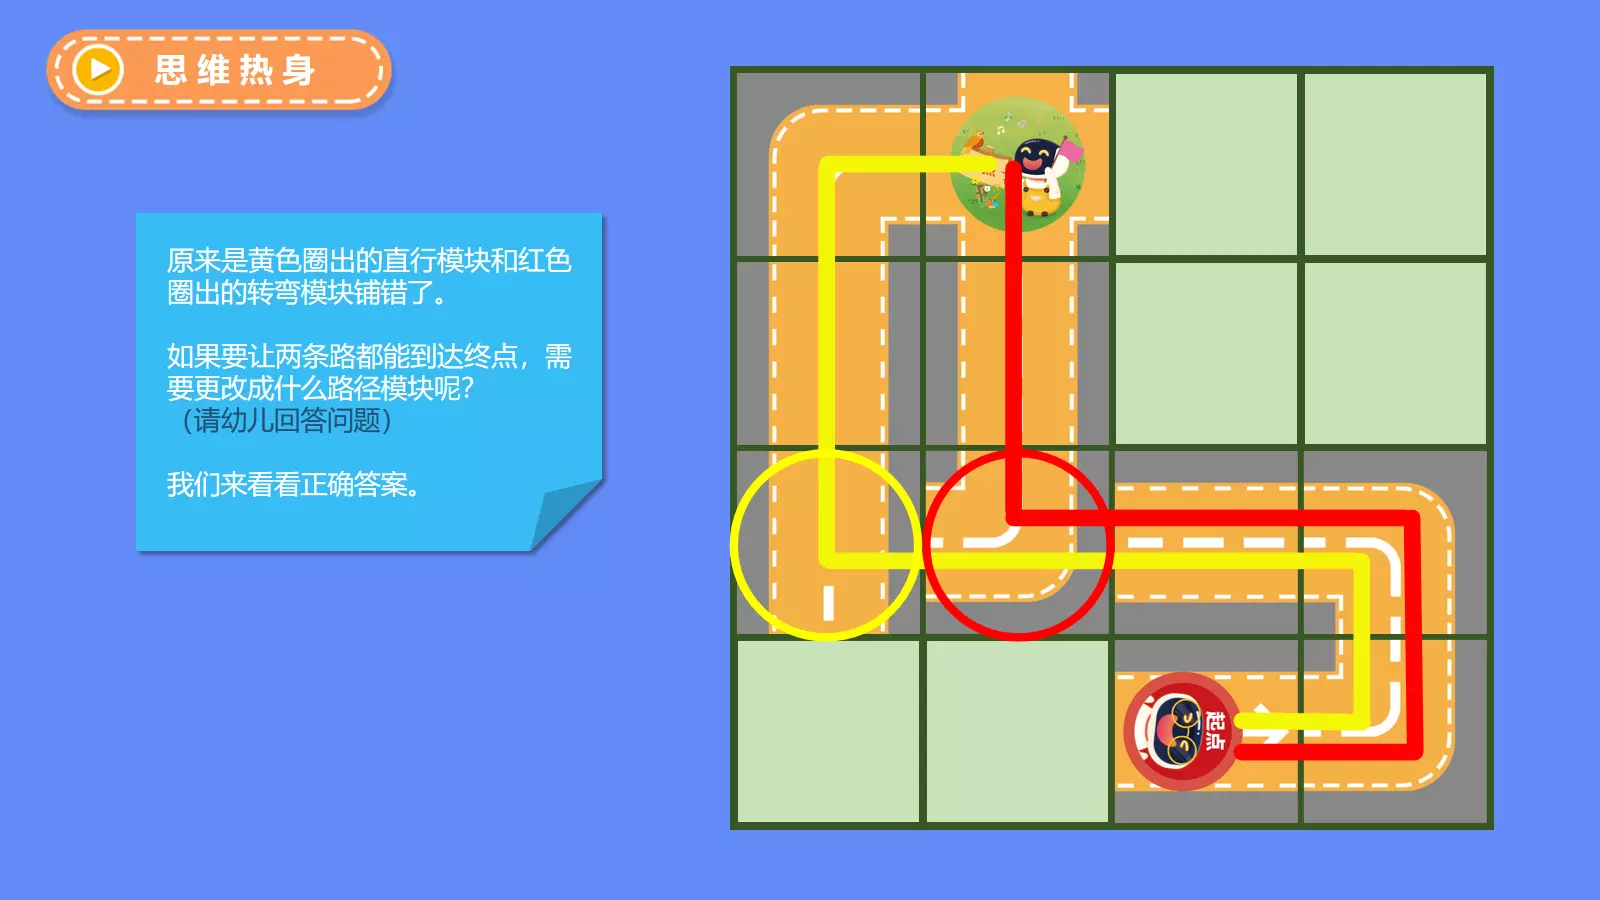 思维热身
原来是黄色圈出的直行模块和红色
圈出的转弯模块铺错了。
如果要让两条路都能到达终点，需
要更改成什么路径模块呢？
（请幼儿回答问题）
我们来看看正确答案。
起点